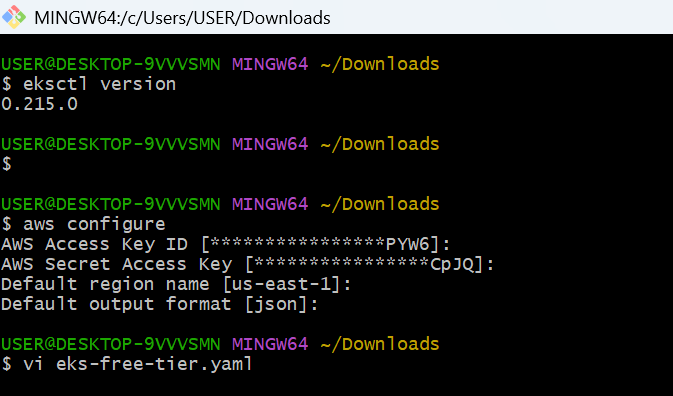 MINGW64:/c/Users/USER/Downloads
USER@DESKTOP-9VVVSMN MINGW64 ~/Downloads
$ eksctl version
0.215.0
USER@DESKTOP-9VVVSMN MINGW64 ~/Downloads
$
USER@DESKTOP-9VVVSMN MINGW64 ~/Downloads
$ aws configure
AWS Access Key ID [****************PYW6]:
AWS Secret Access Key [****************CpJQ]:
Default region name [us-east-1]:
Default output format [json]:
USER@DESKTOP-9VVVSMN MINGW64 ~/Downloads
$ vi eks-free-tier.yaml